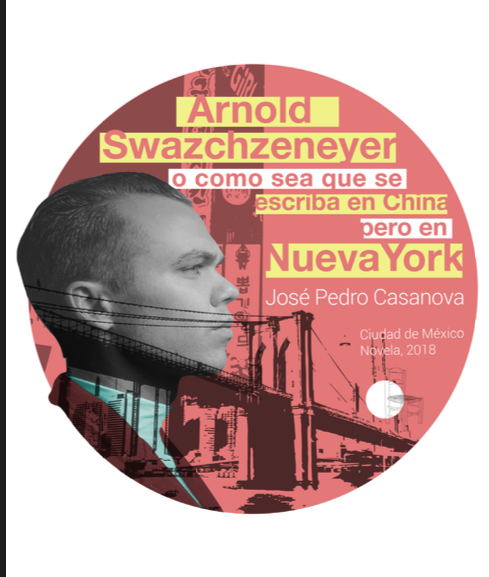 GIRL
Arnold
Swazchzeneyer
o como sea que se
escriba en China
pero en
NuevaYork
José Pedro Casanova
Ciudad de México
Novela, 2018